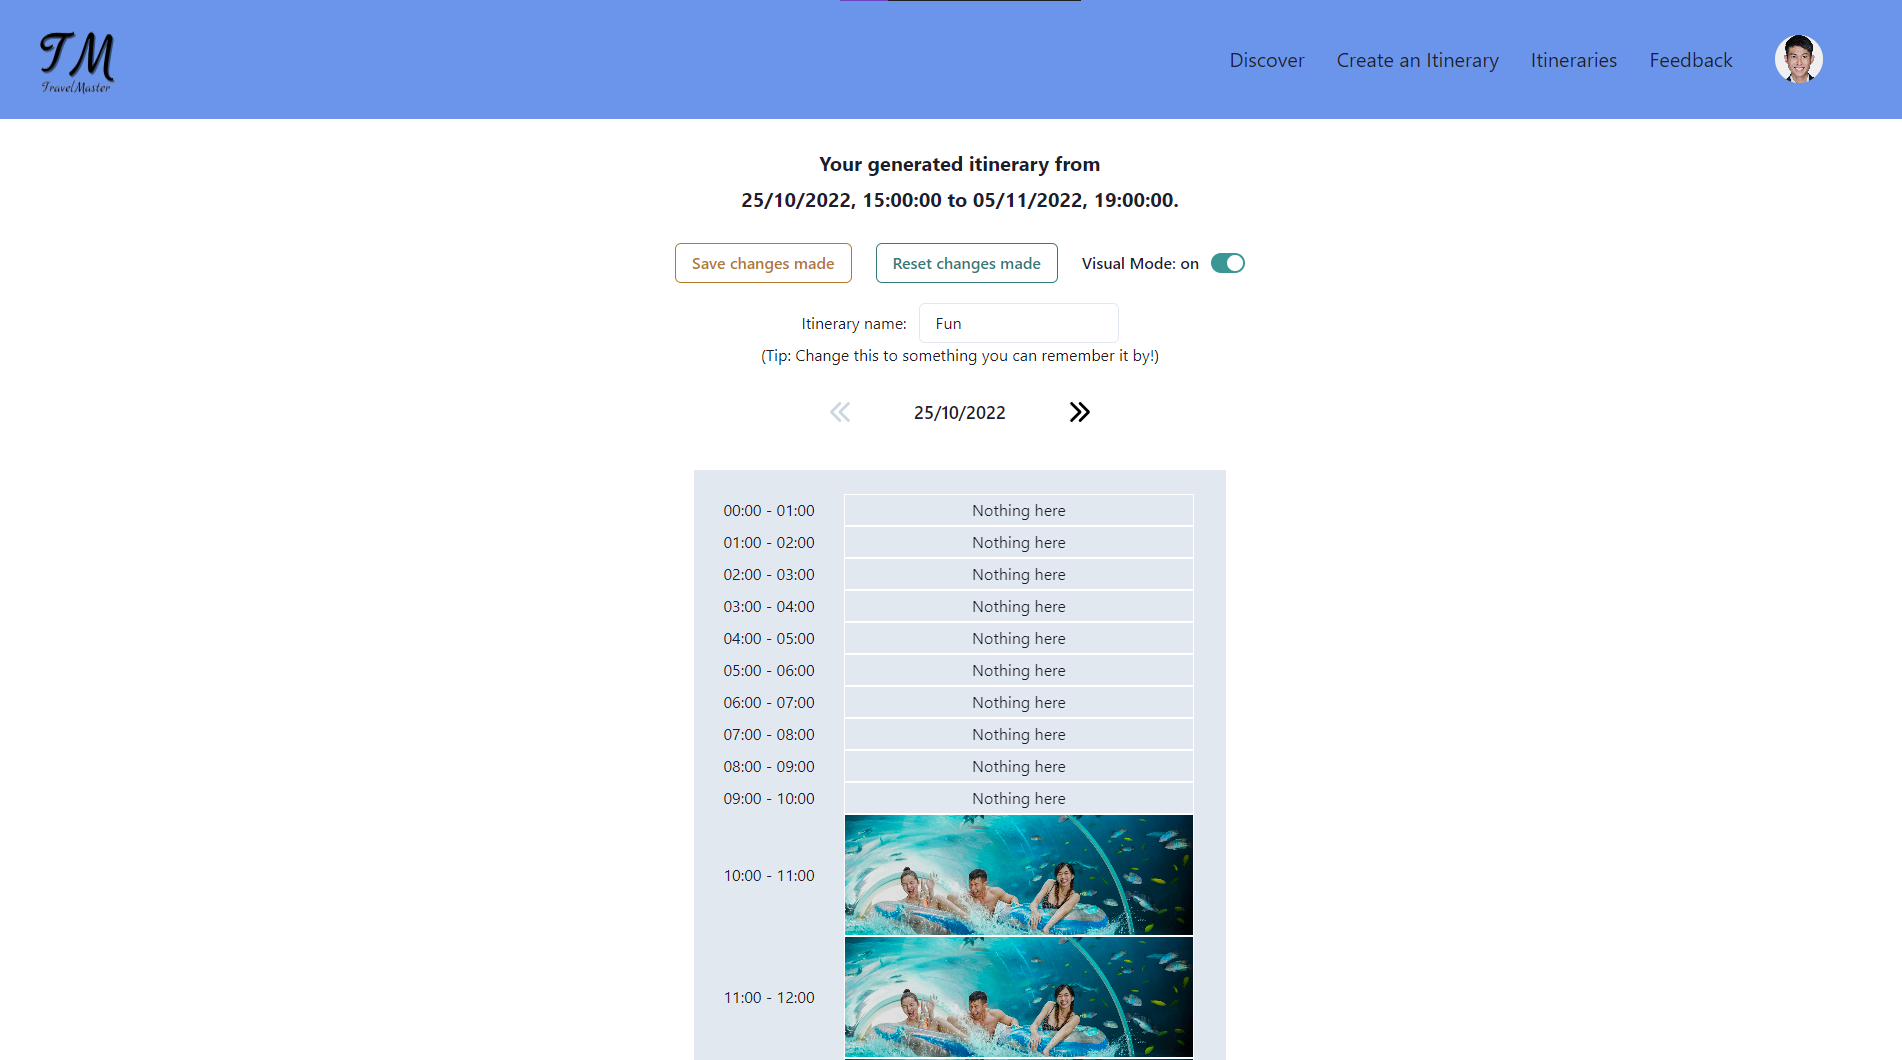 TM
TravelMaster
Discover
Create an Itinerary
Itineraries
Feedback
Your generated itinerary from
25/10/2022, 15:00:00 to 05/11/2022, 19:00:00.
Save changes made
Reset changes made
Visual Mode: on
Itinerary name:
Fun
(Tip: Change this to something you can remember it by!)
25/10/2022
00:00 - 01:00 Nothing here
01:00 - 02:00 Nothing here
02:00 - 03:00 Nothing here
03:00 - 04:00 Nothing here
04:00 - 05:00 Nothing here
05:00 - 06:00 Nothing here
06:00 - 07:00 Nothing here
07:00 - 08:00 Nothing here
08:00 - 09:00 Nothing here
09:00 - 10:00 Nothing here
10:00 - 11:00
11:00 - 12:00